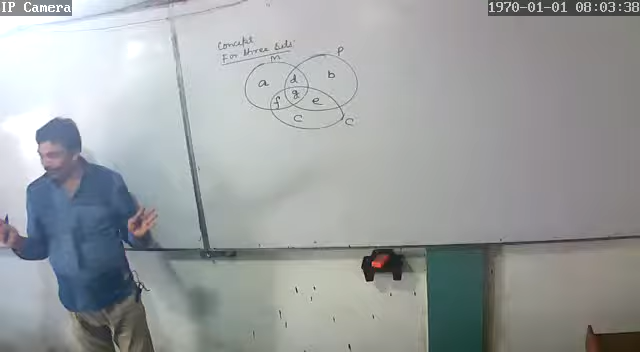 IP Camera
1970-01-01 08:03:38
Concept
For three sets:
m
P
a
d
b
g
f
e
c
C